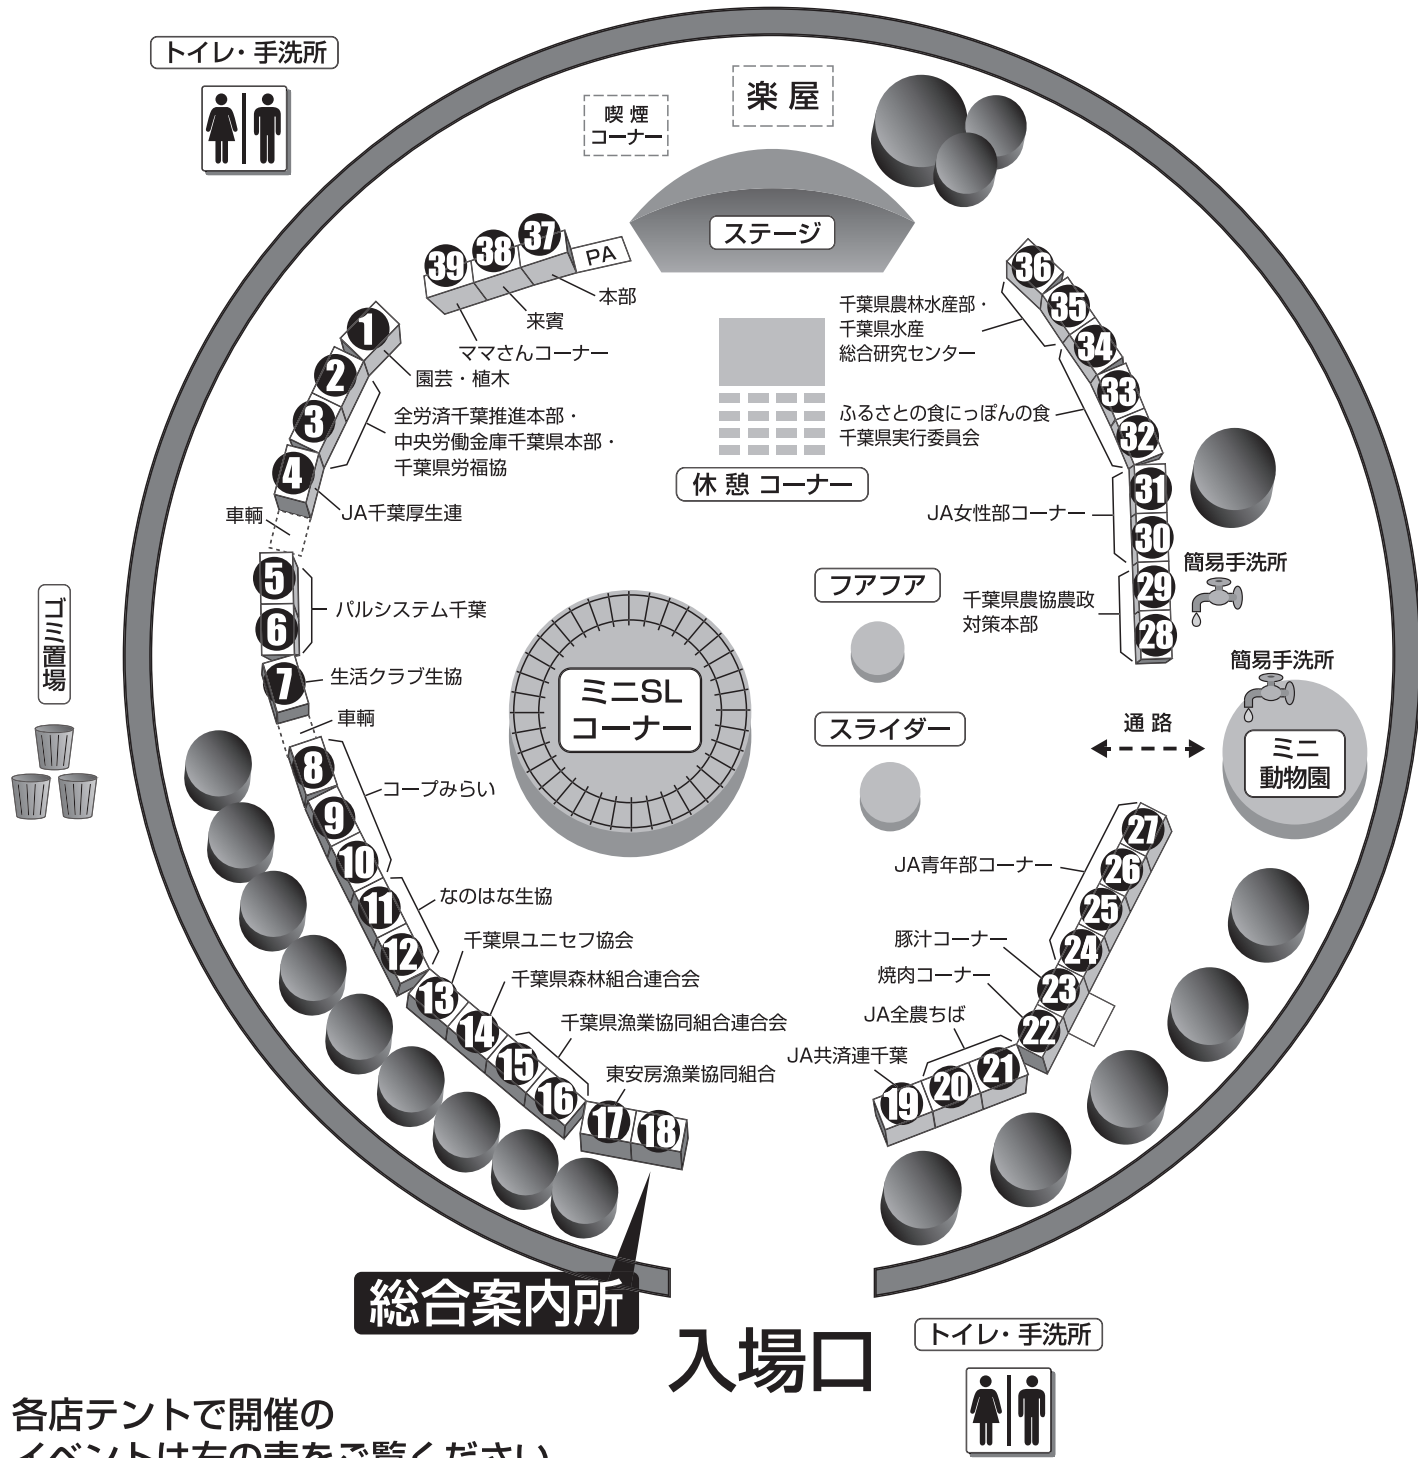 トイレ・手洗所
楽屋
喫煙
コーナー
ステージ
PA
37
38
39
本部
来賓
ママさんコーナー
1
園芸・植木
2
3
全労済千葉推進本部・
中央労働金庫千葉県本部・
千葉県労福協
4
JA千葉厚生連
車輌
5
6
パルシステム千葉
7
生活クラブ生協
車輌
8
9
10
コープみらい
11
12
なのはな生協
13
千葉県ユニセフ協会
14
千葉県森林組合連合会
15
16
千葉県漁業協同組合連合会
17
東安房漁業協同組合
18
ゴミ置場
36
35
千葉県農林水産部・
千葉県水産
総合研究センター
34
33
32
ふるさとの食にっぽんの食
千葉県実行委員会
休憩コーナー
31
30
JA女性部コーナー
29
28
千葉県農協農政
対策本部
簡易手洗所
簡易手洗所
フアフア
スライダー
ミニSL
コーナー
通路
ミニ
動物園
27
26
25
24
JA青年部コーナー
23
豚汁コーナー
22
焼肉コーナー
21
20
JA全農ちば
19
JA共済連千葉
総合案内所
入場口
トイレ・手洗所
各店テントで開催の
イベントは左の表をご覧ください